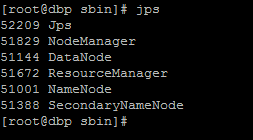 [root@dbp sbin]# jps
52209 Jps
51829 NodeManager
51144 DataNode
51672 ResourceManager
51001 NameNode
51388 SecondaryNameNode
[root@dbp sbin]#